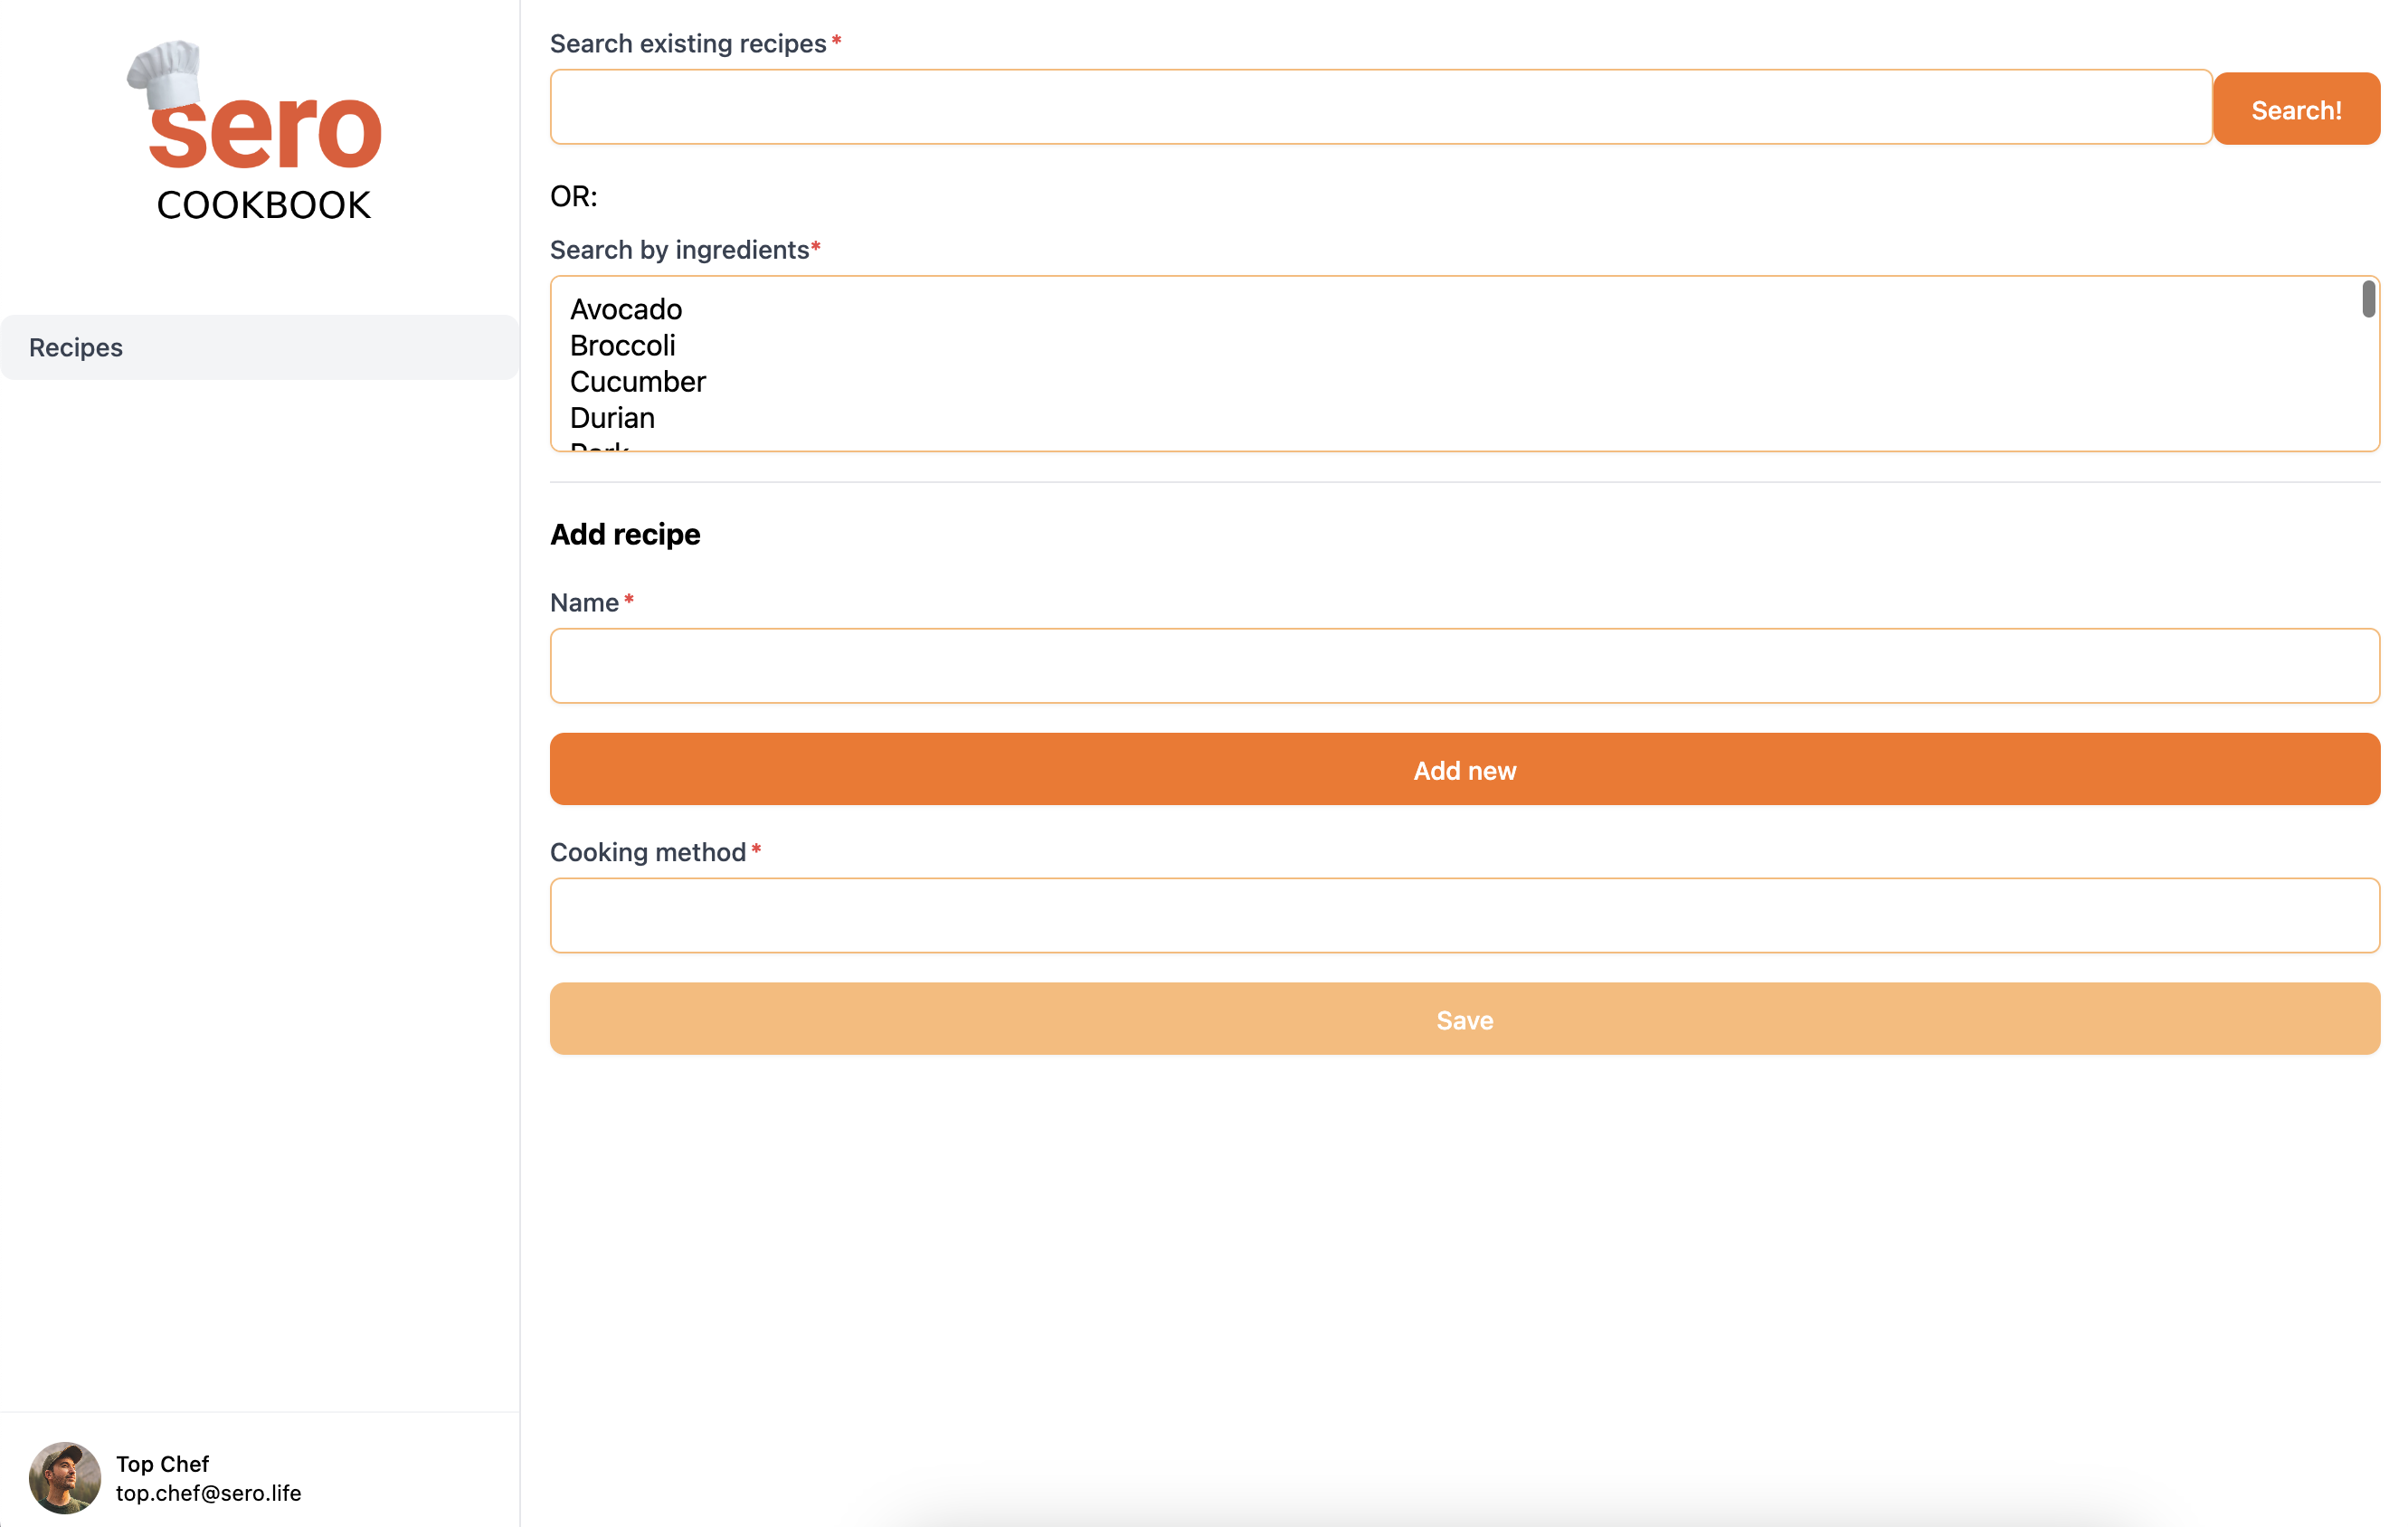 sero
COOKBOOK
Recipes
Top Chef
top.chef@sero.life
Search existing recipes *
Search!
OR:
Search by ingredients*
Avocado
Broccoli
Cucumber
Durian
Add recipe
Name *
Add new
Cooking method *
Save